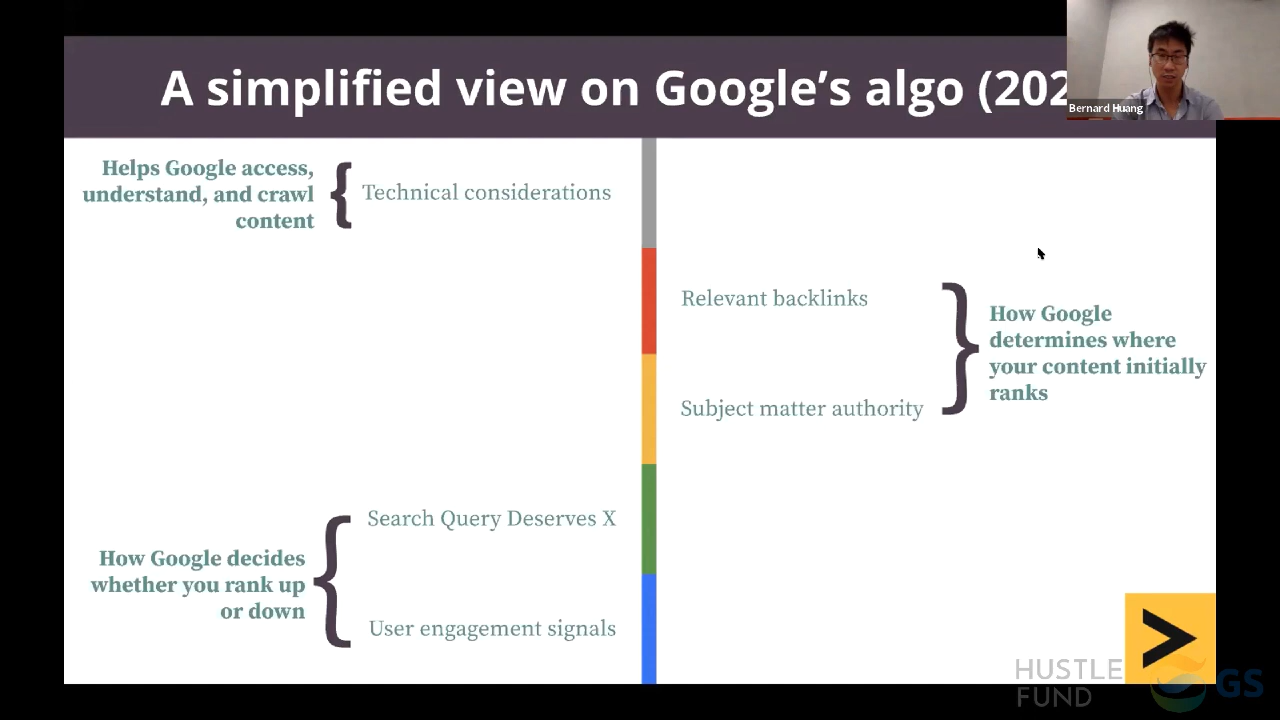 A simplified view on Google's algo (202
Bernard Huang
Helps Google access,
understand, and crawl
content
Technical considerations
Relevant backlinks
Subject matter authority
How Google
determines where
your content initially
ranks
Search Query Deserves X
User engagement signals
How Google decides
whether you rank up
or down
HUSTLE
FUND
GS